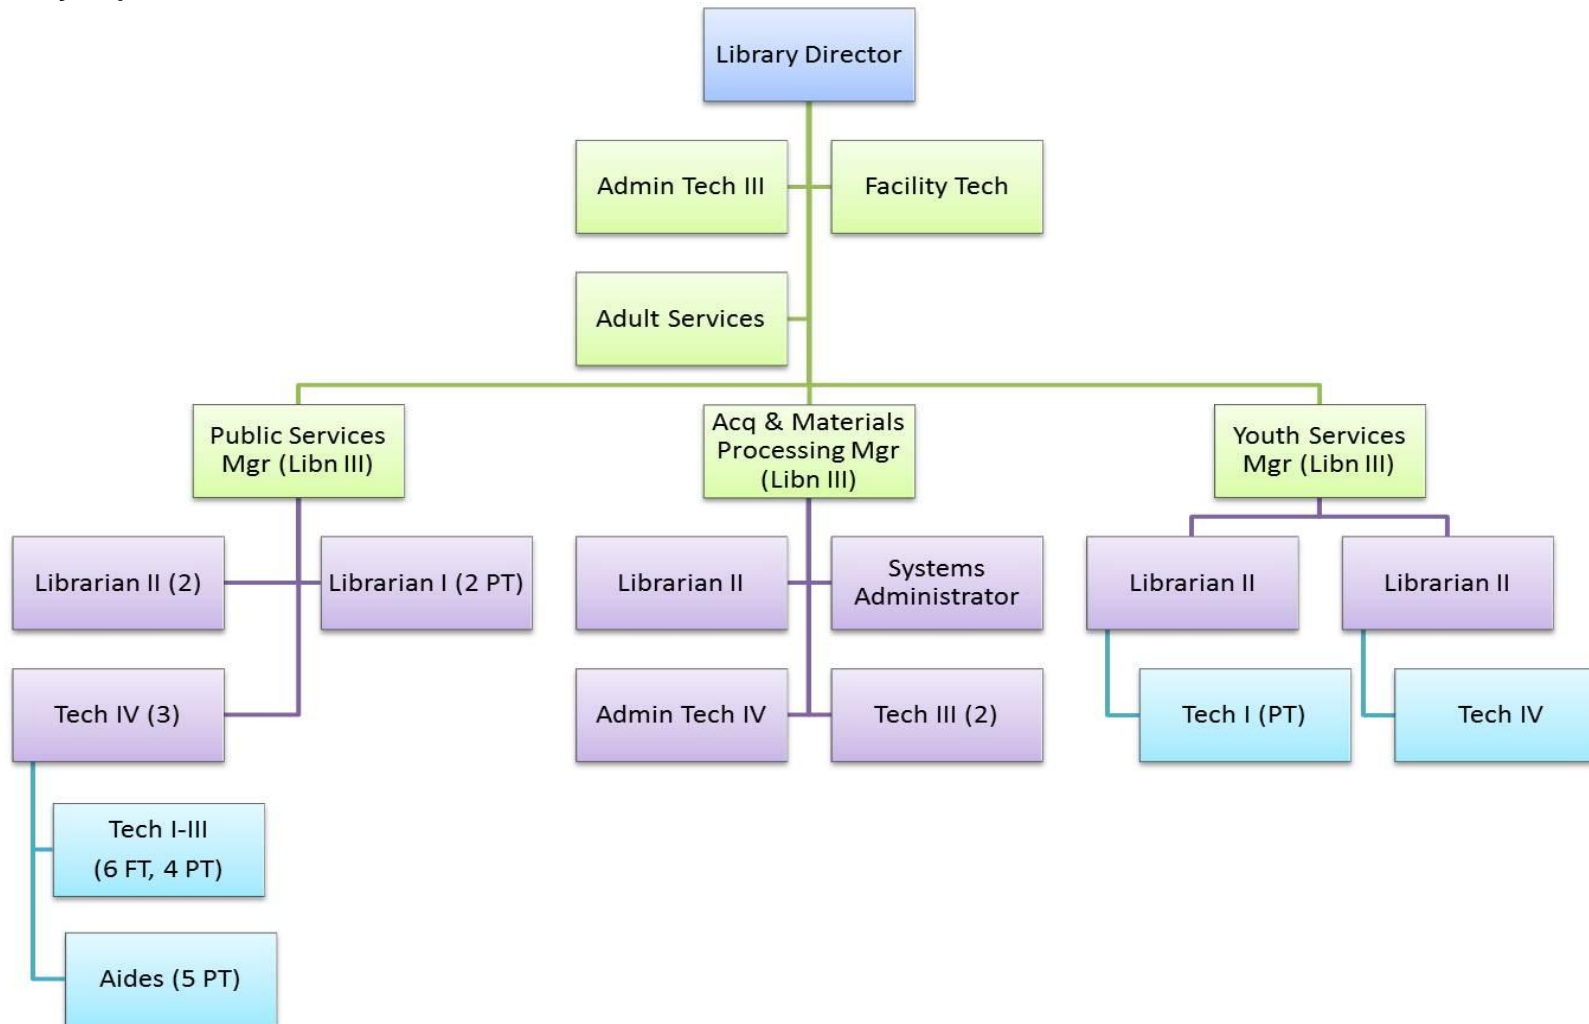 Library Director
Admin Tech III
Facility Tech
Adult Services
Public Services
Mgr (Libn III)
Acq & Materials
Processing Mgr
(Libn III)
Youth Services
Mgr (Libn III)
Librarian II (2)
Librarian I (2 PT)
Librarian II
Systems
Administrator
Librarian II
Librarian II
Tech IV (3)
Admin Tech IV
Tech III (2)
Tech I (PT)
Tech IV
Tech I-III
(6 FT, 4 PT)
Aides (5 PT)